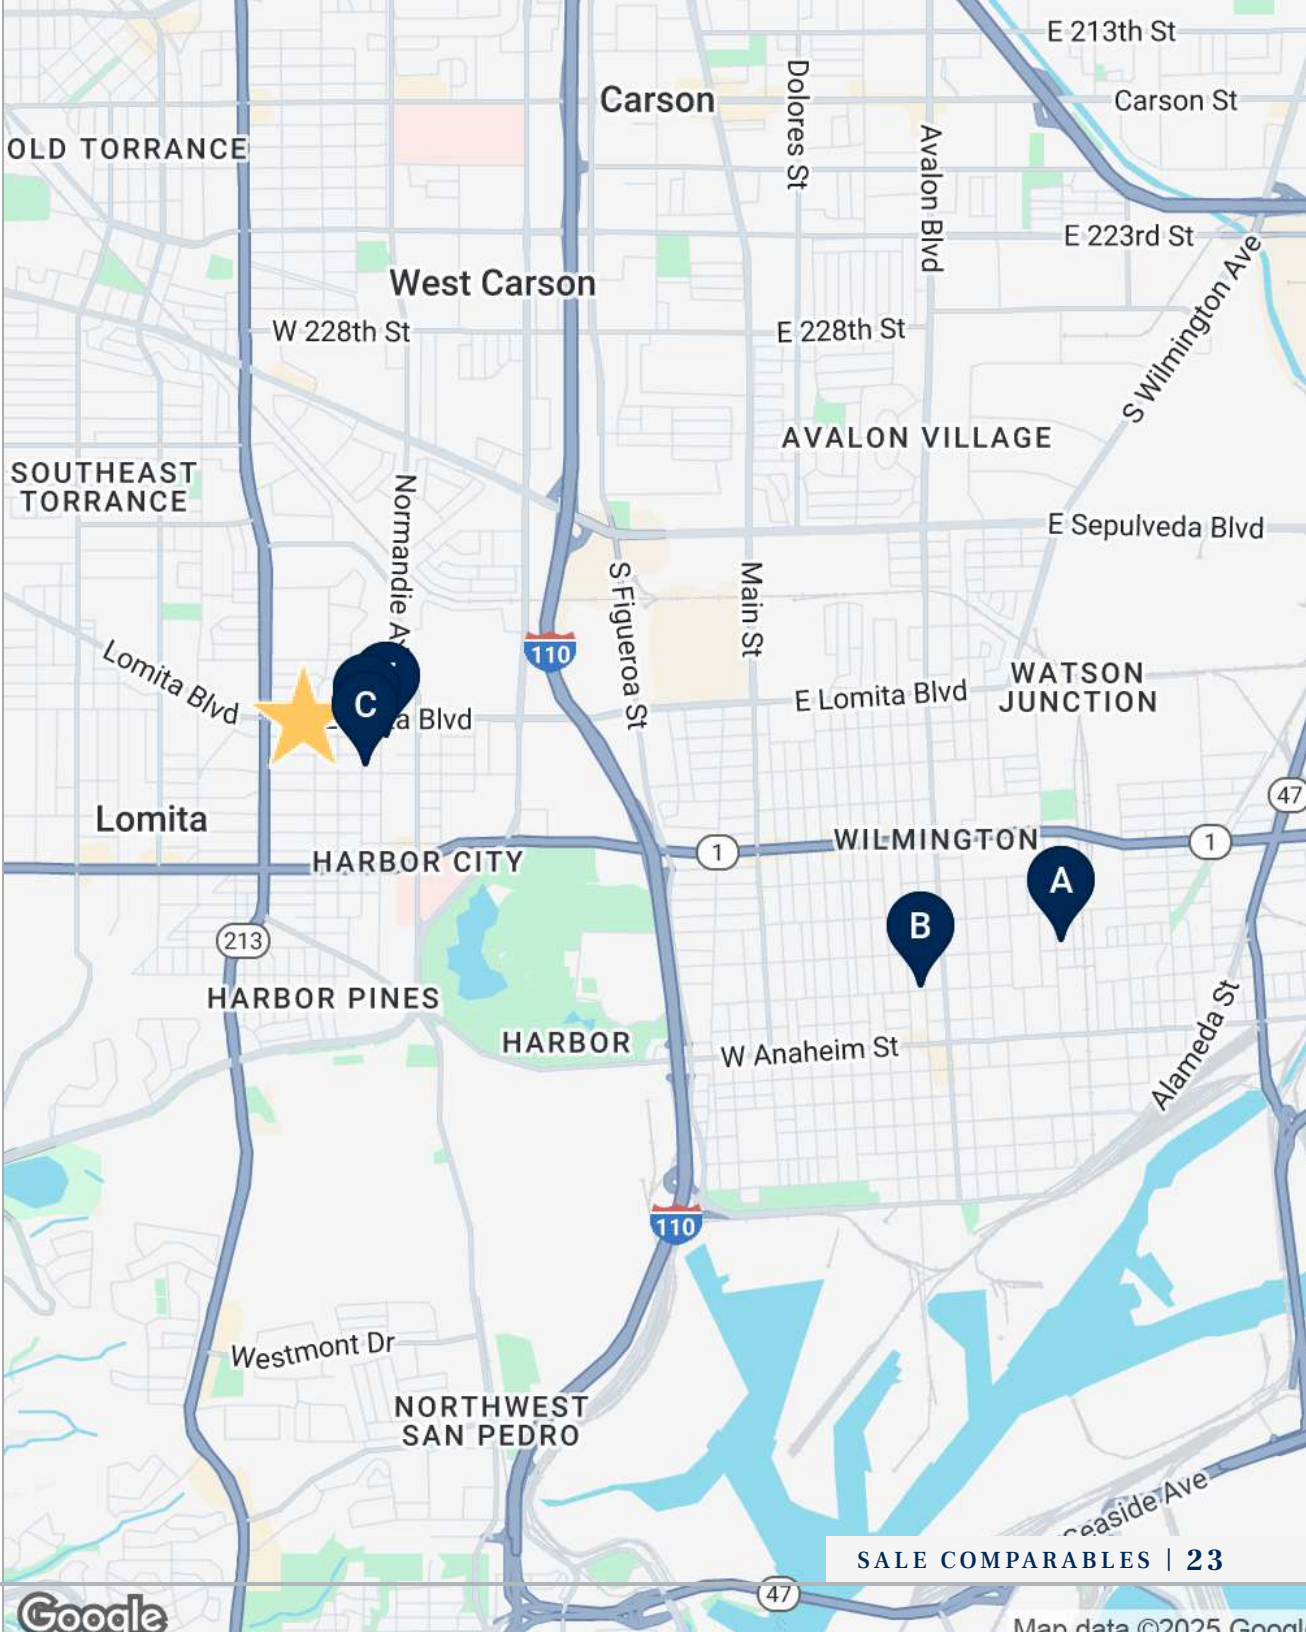 E 213th St
Carson
Carson St
Dolores St
Avalon Blvd
OLD TORRANCE
E 223rd St
S Wilmington Ave
West Carson
W 228th St
E 228th St
AVALON VILLAGE
SOUTHEAST
TORRANCE
Normandie
E Sepulveda Blvd
S Figueroa St
Main St
110
Lomita Blvd
C
Blvd
E Lomita Blvd
WATSON
JUNCTION
47
Lomita
HARBOR CITY
1
WILMINGTON
1
A
B
213
HARBOR PINES
HARBOR
W Anaheim St
Alameda St
110
Westmont Dr
NORTHWEST
SAN PEDRO
Seaside Ave
SALE COMPARABLES | 23
47
Google
Map data ©2025 Google